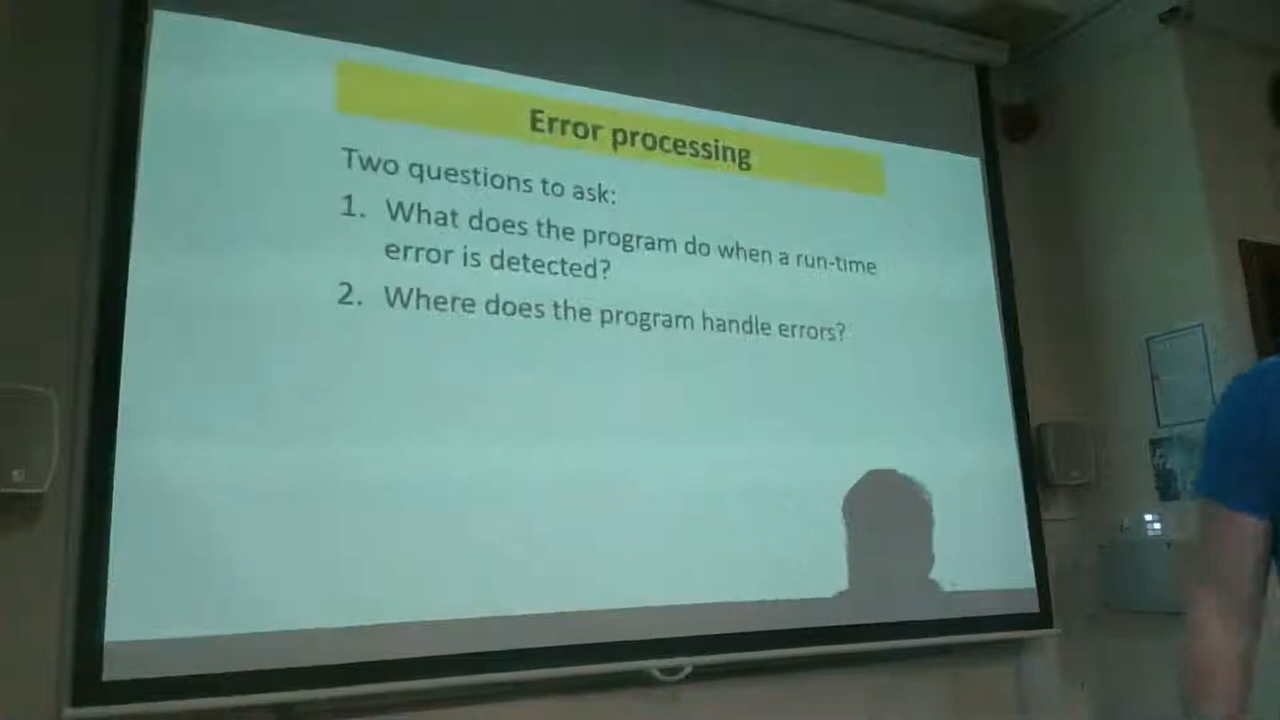 Error processing
Two questions to ask:
1. What does the program do when a run-time
error is detected?
2. Where does the program handle errors?